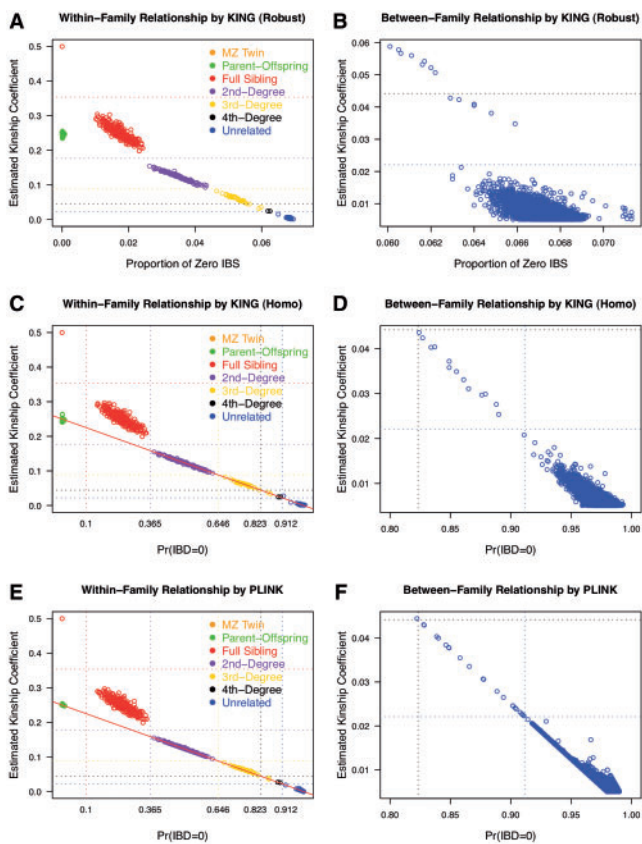 A
Within−Family Relationship by KING (Robust)
Estimated Kinship Coefficient
0.5
0.4
0.3
0.2
0.1
0.0
MZ Twin
Parent−Offspring
Full Sibling
2nd−Degree
3rd−Degree
4th−Degree
Unrelated
0.00
0.02
0.04
0.06
Proportion of Zero IBS
B
Between−Family Relationship by KING (Robust)
Estimated Kinship Coefficient
0.06
0.05
0.04
0.03
0.02
0.01
0.060
0.062
0.064
0.066
0.068
0.070
Proportion of Zero IBS
C
Within−Family Relationship by KING (Homo)
Estimated Kinship Coefficient
0.5
0.4
0.3
0.2
0.1
0.0
MZ Twin
Parent−Offspring
Full Sibling
2nd−Degree
3rd−Degree
4th−Degree
Unrelated
0.1
0.365
0.646
0.823
0.912
Pr(IBD=0)
D
Between−Family Relationship by KING (Homo)
Estimated Kinship Coefficient
0.04
0.03
0.02
0.01
0.80
0.85
0.90
0.95
1.00
Pr(IBD=0)
E
Within−Family Relationship by PLINK
Estimated Kinship Coefficient
0.5
0.4
0.3
0.2
0.1
0.0
MZ Twin
Parent−Offspring
Full Sibling
2nd−Degree
3rd−Degree
4th−Degree
Unrelated
0.1
0.365
0.646
0.823
0.912
Pr(IBD=0)
F
Between−Family Relationship by PLINK
Estimated Kinship Coefficient
0.04
0.03
0.02
0.01
0.80
0.85
0.90
0.95
1.00
Pr(IBD=0)